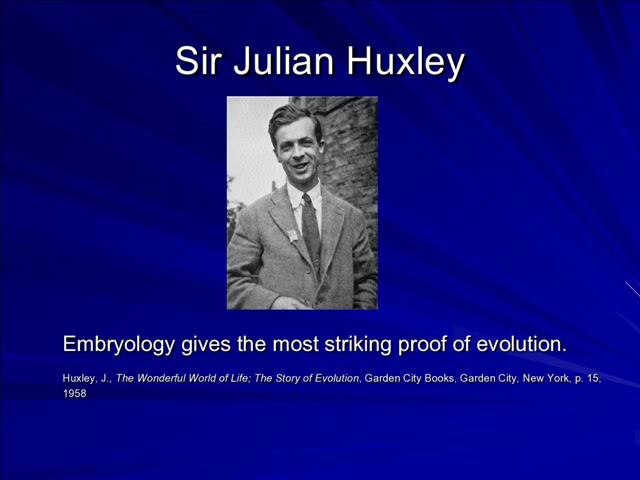 Sir Julian Huxley
Embryology gives the most striking proof of evolution.
Huxley, J., The Wonderful World of Life; The Story of Evolution, Garden City Books, Garden City, New York, p. 15,
1958